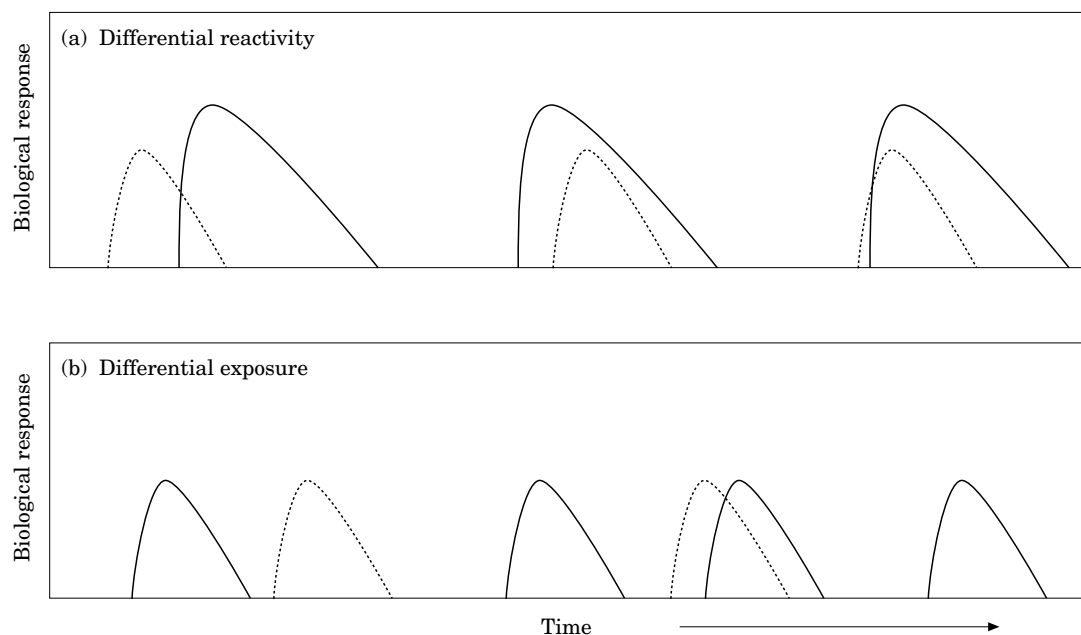 (a) Differential reactivity
Biological response
(b) Differential exposure
Biological response
Time